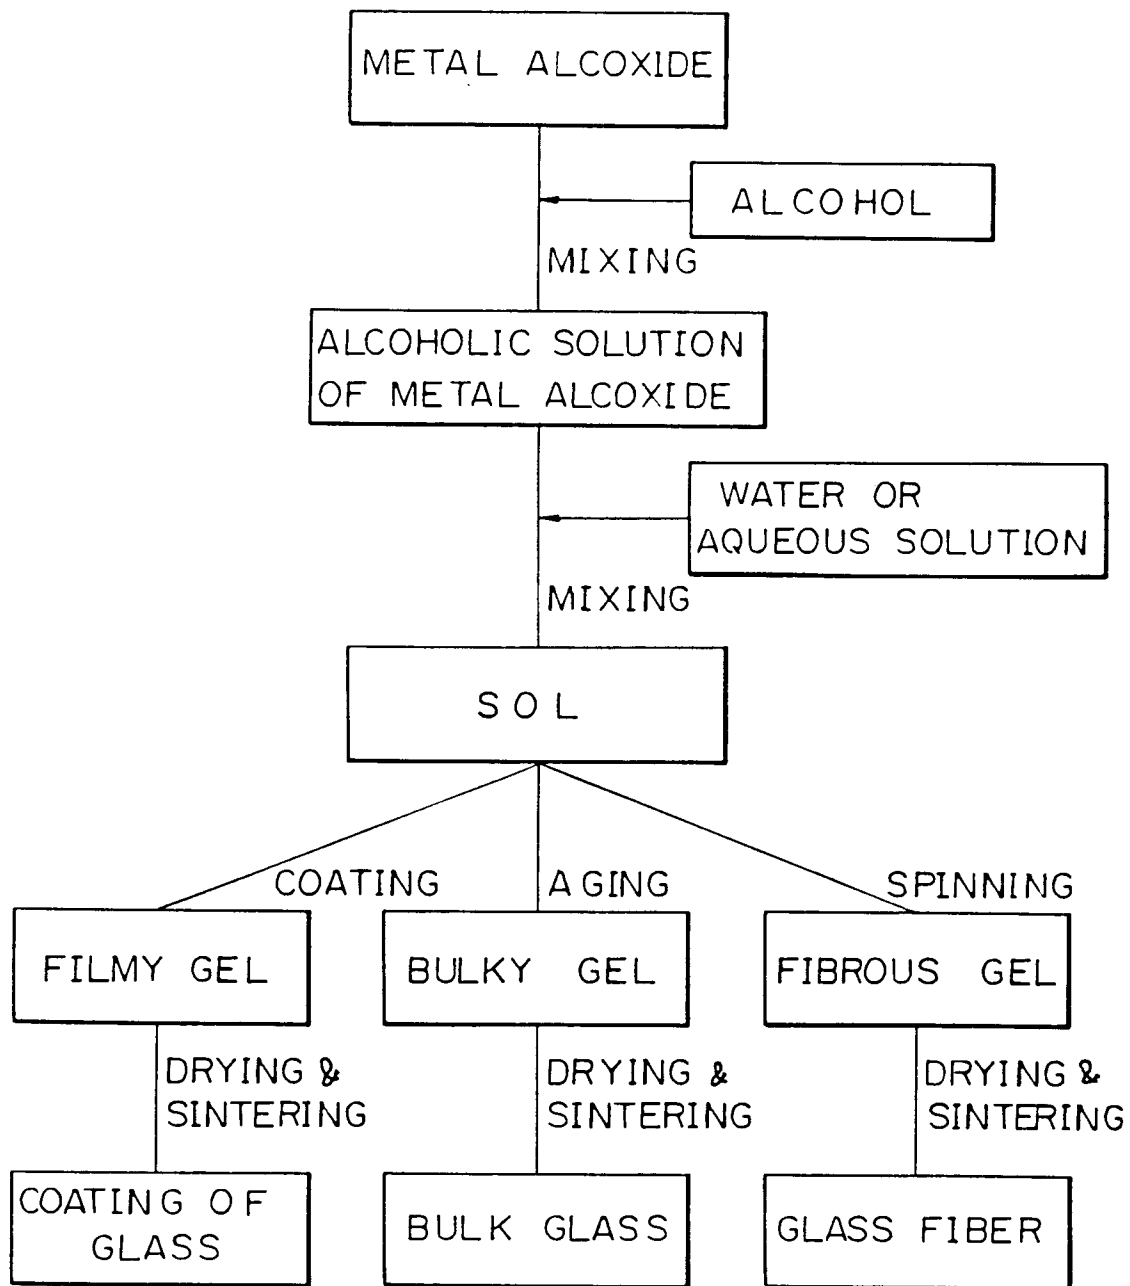 METAL ALCOXIDE
ALCOHOL
MIXING
ALCOHOLIC SOLUTION
OF METAL ALCOXIDE
WATER OR
AQUEOUS SOLUTION
MIXING
SOL
COATING
AGING
SPINNING
FILMY GEL
BULKY GEL
FIBROUS GEL
DRYING &
SINTERING
DRYING &
SINTERING
DRYING &
SINTERING
COATING OF
GLASS
BULK GLASS
GLASS FIBER